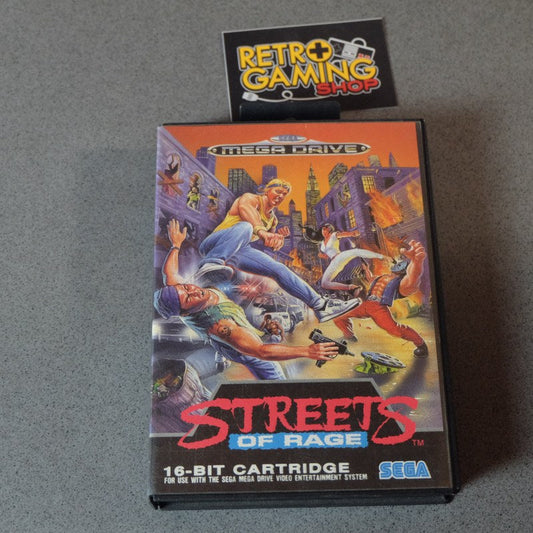 RETRO
GAMING
SHOP
SEGA
MEGA DRIVE
STREETS
OF RAGE
TM
16-BIT CARTRIDGE
FOR USE WITH THE SEGA MEGA DRIVE VIDEO ENTERTAINMENT SYSTEM
SEGA